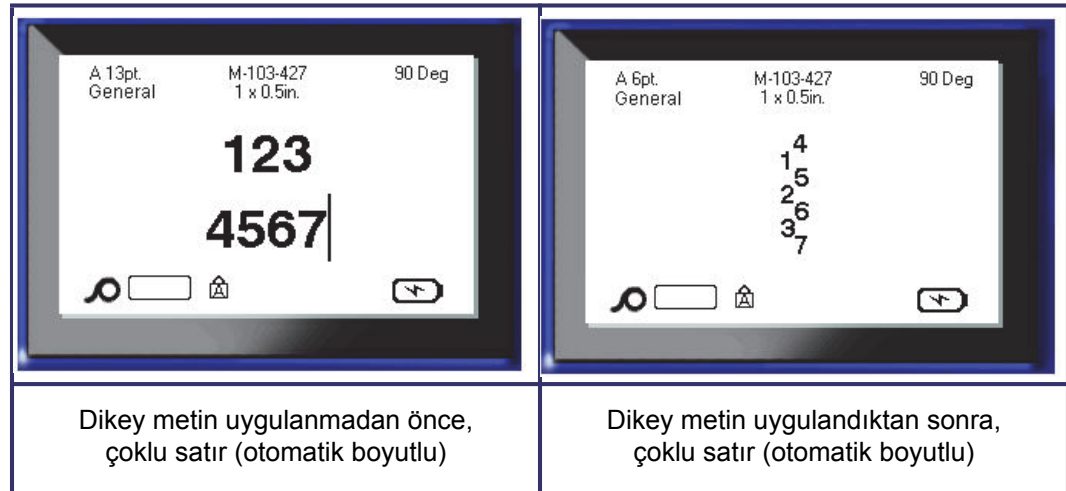 A 13pt. M-103-427 90 Deg
General 1 x 0.5in.
123
4567
A
A 6pt. M-103-427 90 Deg
General 1 x 0.5in.
4
1
5
2
6
3
7
A
Dikey metin uygulanmadan önce,
çoklu satır (otomatik boyutlu)
Dikey metin uygulandıktan sonra,
çoklu satır (otomatik boyutlu)